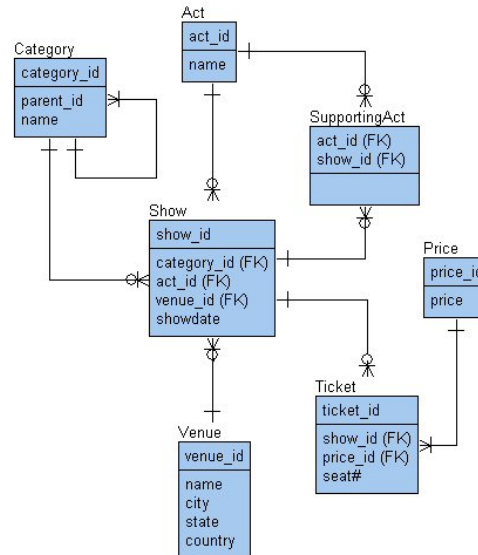 Act
act_id
name
Category
category_id
parent_id
name
SupportingAct
act_id (FK)
show_id (FK)
Show
show_id
category_id (FK)
act_id (FK)
venue_id (FK)
showdate
Price
price_id
price
Ticket
ticket_id
show_id (FK)
price_id (FK)
seat#
Venue
venue_id
name
city
state
country